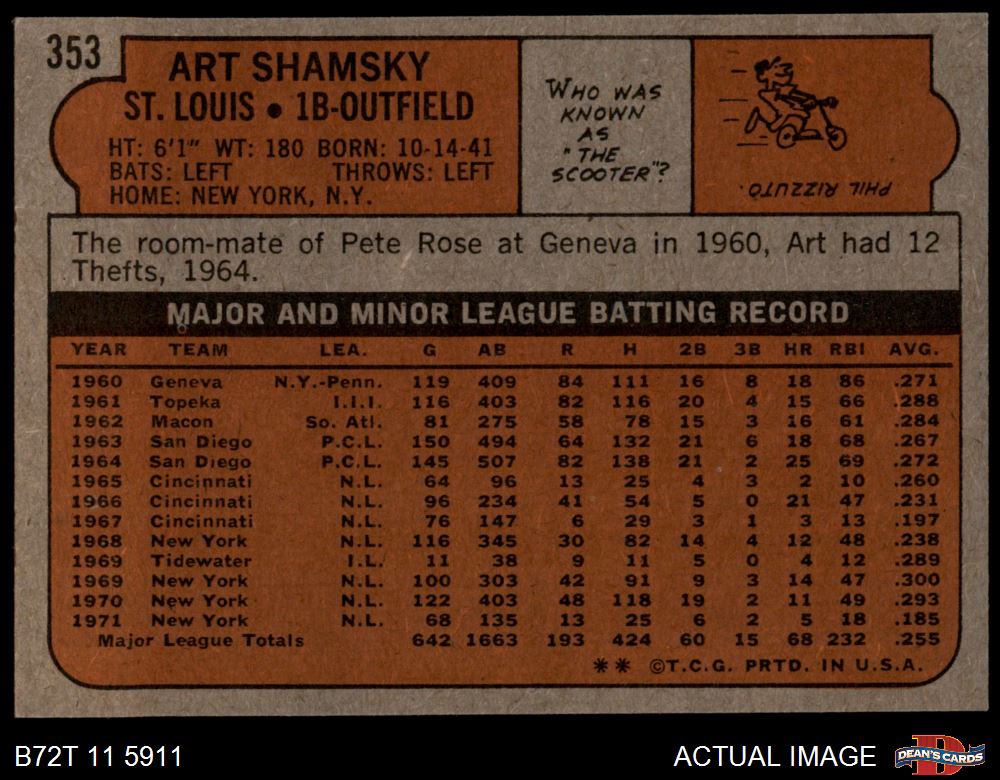 353
ART SHAMSKY
ST. LOUIS • 1B-OUTFIELD
HT: 6'1" WT: 180 BORN: 10-14-41
BATS: LEFT THROWS: LEFT
HOME: NEW YORK, N.Y.
WHO WAS
KNOWN
AS
"THE
SCOOTER"?
PHIL RIZZUTO.
The room-mate of Pete Rose at Geneva in 1960, Art had 12
Thefts, 1964.
MAJOR AND MINOR LEAGUE BATTING RECORD
YEAR TEAM LEA. G AB R H 2B 3B HR RBI AVG.
1960 Geneva N.Y.-Penn. 119 409 84 111 16 8 18 86 .271
1961 Topeka I.I.I. 116 403 82 116 20 4 15 66 .288
1962 Macon So. Atl. 81 275 58 78 15 3 16 61 .284
1963 San Diego P.C.L. 150 494 64 132 21 6 18 68 .267
1964 San Diego P.C.L. 145 507 82 138 21 2 25 69 .272
1965 Cincinnati N.L. 64 96 13 25 4 3 2 10 .260
1966 Cincinnati N.L. 96 234 41 54 5 0 21 47 .231
1967 Cincinnati N.L. 76 147 6 29 3 1 3 13 .197
1968 New York N.L. 116 345 30 82 14 4 12 48 .238
1969 Tidewater I.L. 11 38 9 11 5 0 4 12 .289
1969 New York N.L. 100 303 42 91 9 3 14 47 .300
1970 New York N.L. 122 403 48 118 19 2 11 49 .293
1971 New York N.L. 68 135 13 25 6 2 5 18 .185
Major League Totals 642 1663 193 424 60 15 68 232 .255
** ©T.C.G. PRTD. IN U.S.A.
B72T 11 5911 ACTUAL IMAGE
D
DEAN'S CARDS